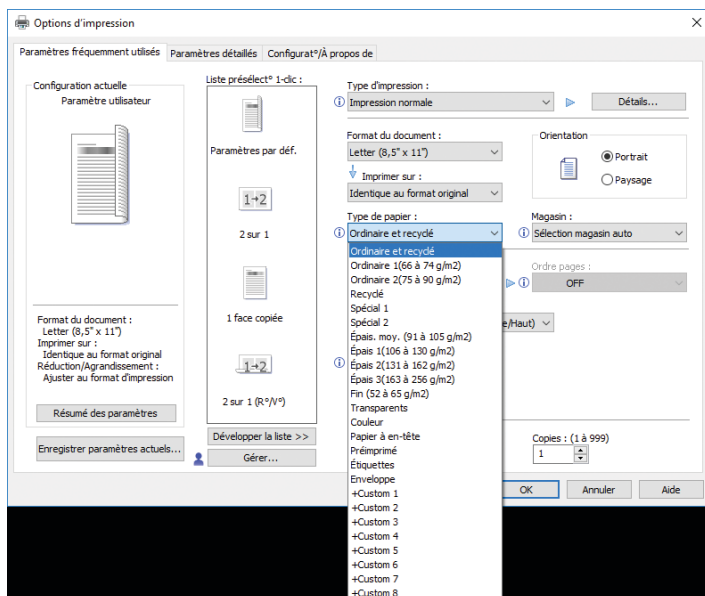 Options d'impression
Paramètres fréquemment utilisés
Paramètres détaillés
Configurat°/À propos de
Configuration actuelle
Paramètre utilisateur
Format du document :
Letter (8,5" x 11")
Imprimer sur :
Identique au format original
Réduction/Agrandissement :
Ajuster au format d'impression
Résumé des paramètres
Enregistrer paramètres actuels...
Liste présélect° 1-clic :
Paramètres par déf.
1→2
2 sur 1
1 face copiée
1→2
2 sur 1 (R°/V°)
Développer la liste >>
Gérer...
Type d'impression :
Impression normale
Détails...
Format du document :
Letter (8,5" x 11")
Imprimer sur :
Identique au format original
Orientation
Portrait
Paysage
Type de papier :
Ordinaire et recyclé
Magasin :
Sélection magasin auto
Ordinaire et recyclé
Ordinaire 1(66 à 74 g/m2)
Ordinaire 2(75 à 90 g/m2)
Recyclé
Spécial 1
Spécial 2
Épais. moy. (91 à 105 g/m2)
Épais 1(106 à 130 g/m2)
Épais 2(131 à 162 g/m2)
Épais 3(163 à 256 g/m2)
Fin (52 à 65 g/m2)
Transparents
Couleur
Papier à en-tête
Préimprimé
Étiquettes
Enveloppe
+Custom 1
+Custom 2
+Custom 3
+Custom 4
+Custom 5
+Custom 6
+Custom 7
+Custom 8
Ordre pages :
OFF
e/Haut)
Copies : (1 à 999)
1
OK
Annuler
Aide